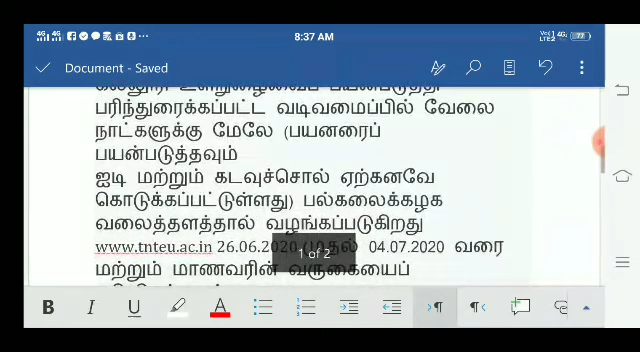 8:37 AM
77
Document - Saved
பரிந்துரைக்கப்பட்ட வடிவமைப்பில் வேலை
நாட்களுக்கு மேலே (பயனரைப்
பயன்படுத்தவும்
ஐடி மற்றும் கடவுச்சொல் ஏற்கனவே
கொடுக்கப்பட்டுள்ளது) பல்கலைக்கழக
வலைத்தளத்தால் வழங்கப்படுகிறது
www.tnteu.ac.in 26.06.2020 (முதல் 04.07.2020 வரை
1 of 2
மற்றும் மாணவரின் வருகையைப்
B I U A